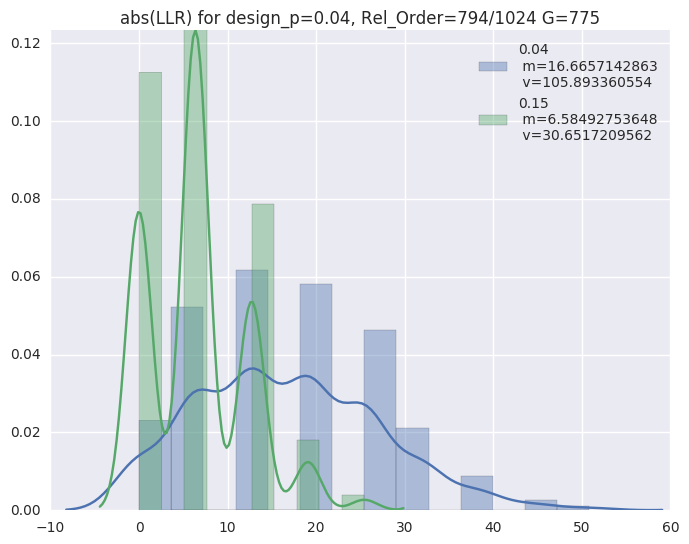 abs(LLR) for design_p=0.04, Rel_Order=794/1024 G=775
0.04
m=16.6657142863
v=105.893360554
0.15
m=6.58492753648
v=30.6517209562
0.12
0.10
0.08
0.06
0.04
0.02
0.00
−10 0 10 20 30 40 50 60